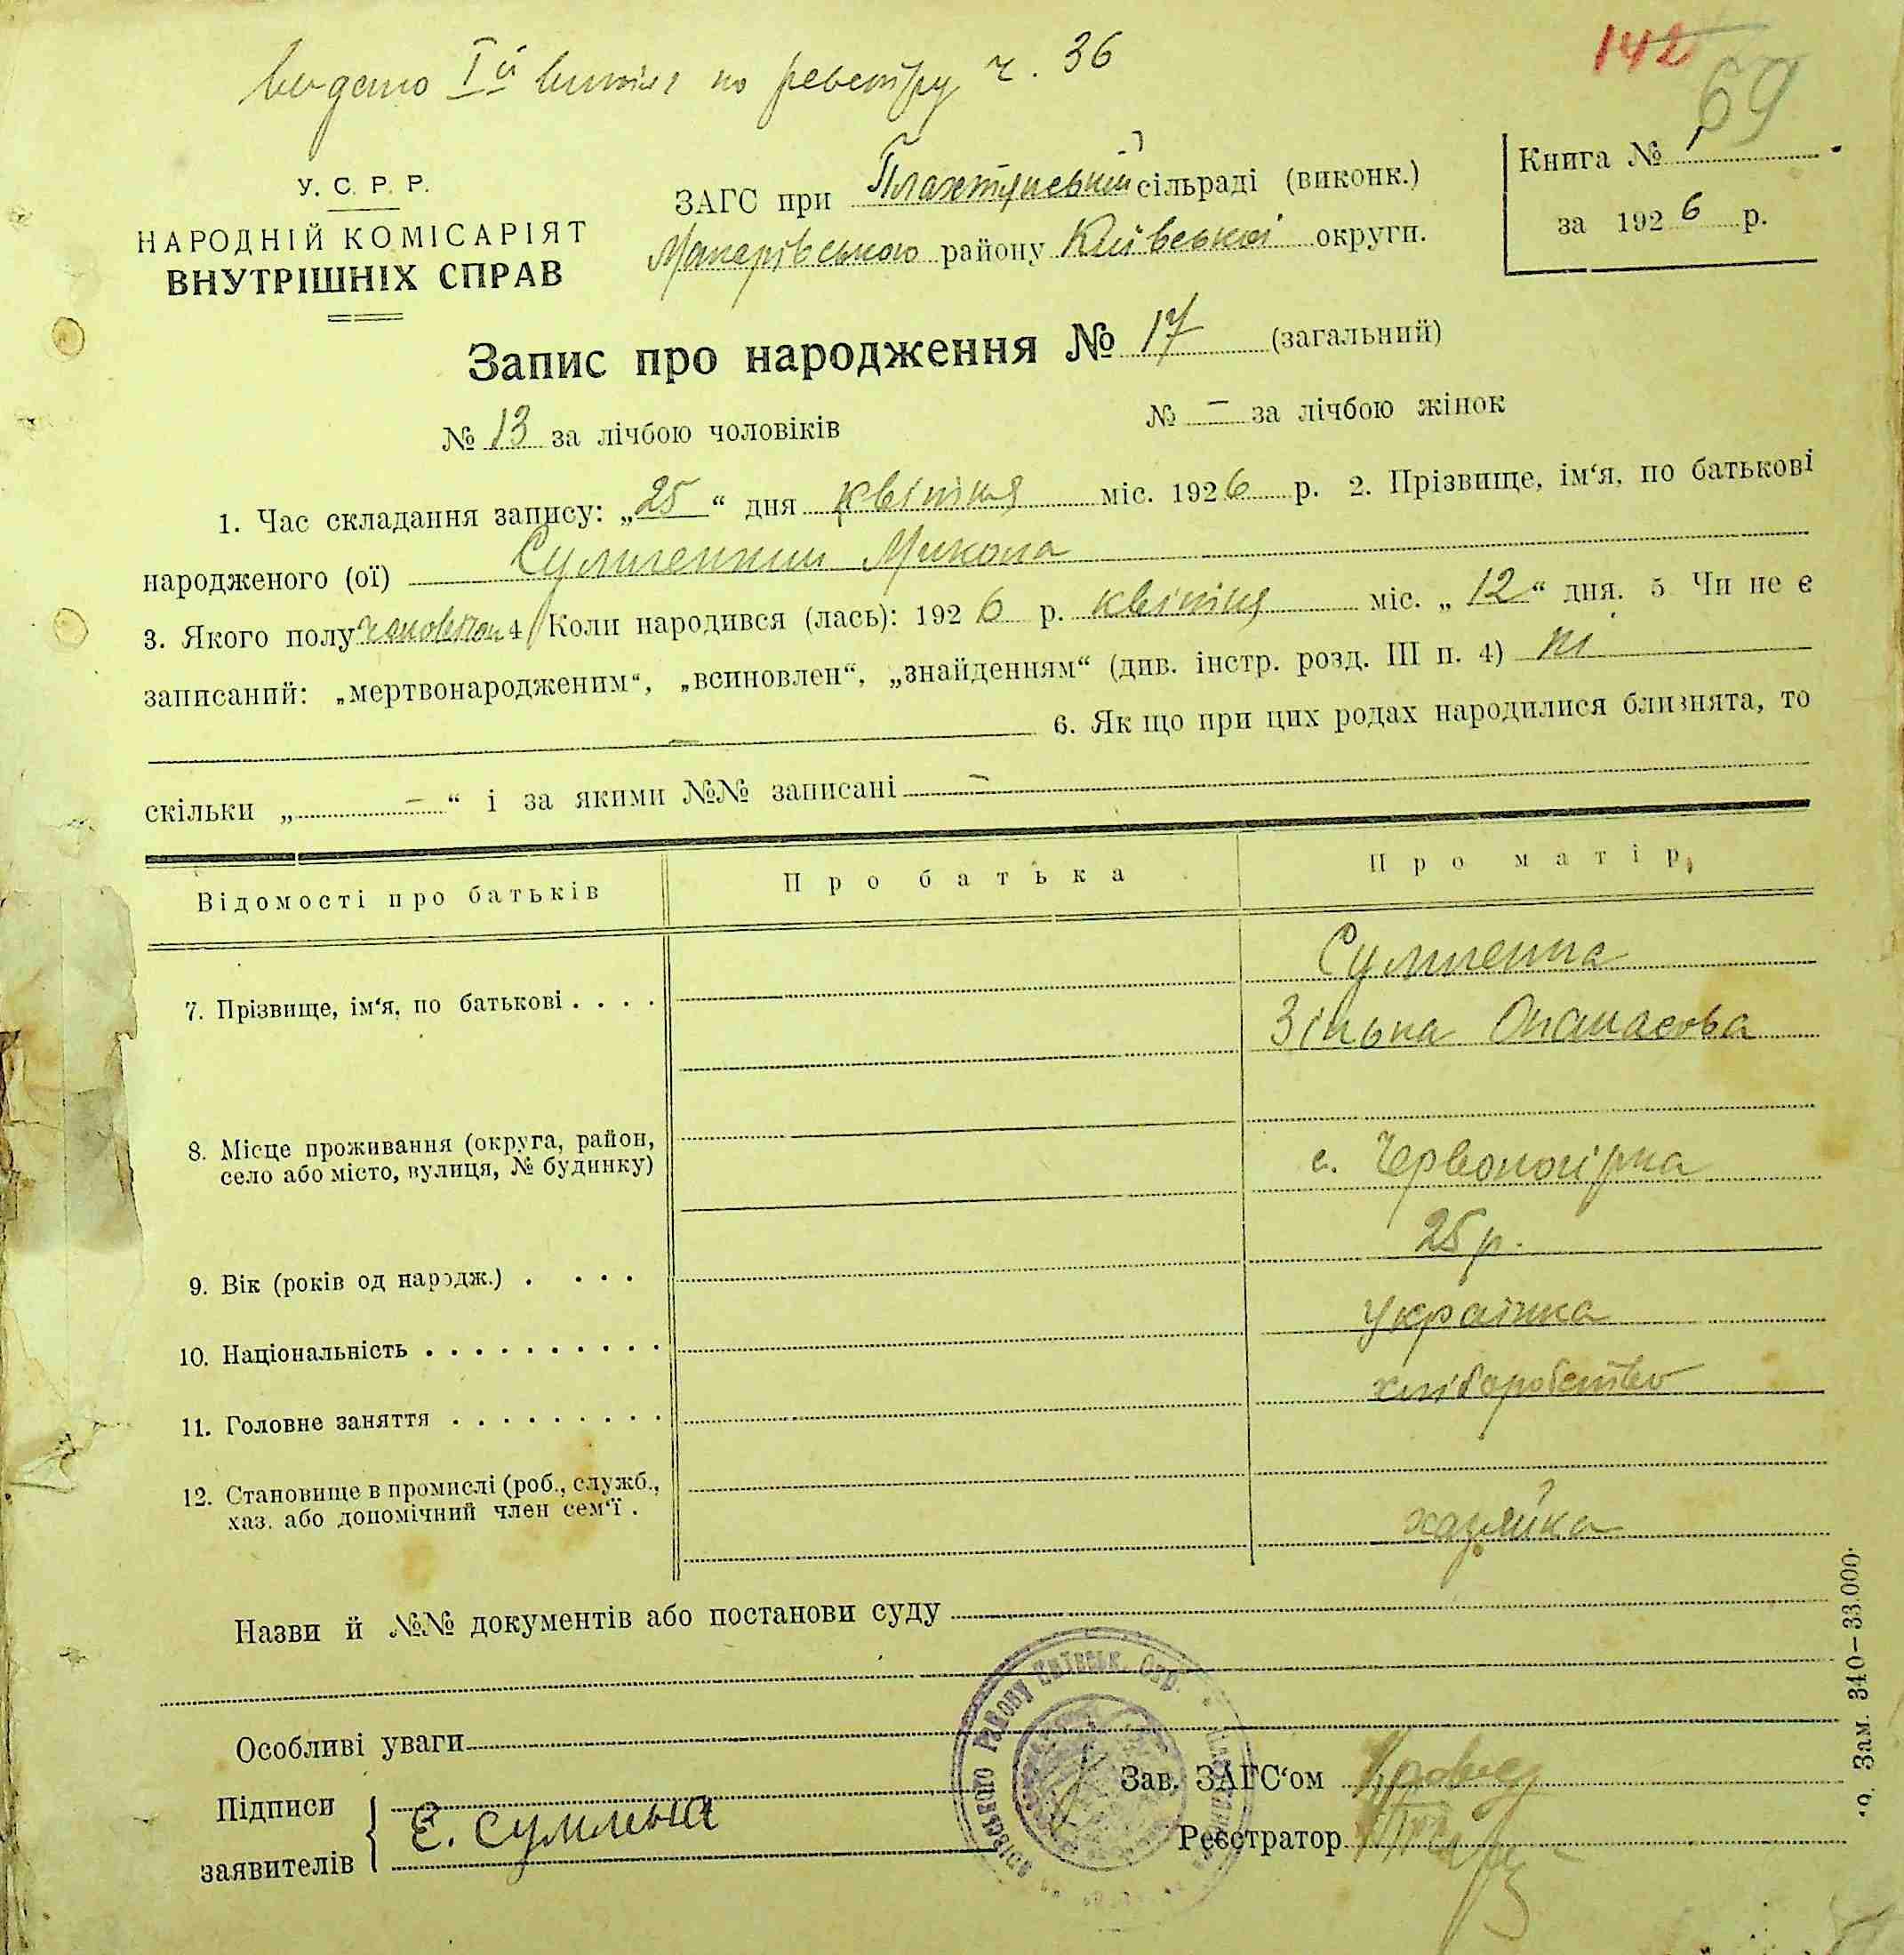 видано Iй витяг по реєстру ч. 36
142
69
У. С. Р. Р.
НАРОДНІЙ КОМІСАРІЯТ
ВНУТРІШНІХ СПРАВ
ЗАГС при Плахтянській сільраді (виконк.)
Макарівського району Київської округи.
Книга № 1
за 1926 р.
Запис про народження № 17 (загальний)
№ 13 за лічбою чоловіків № – за лічбою жінок
1. Час складання запису: „25“ дня квітня міс. 1926 р. 2. Прізвище, ім‘я, по батькові
народженого (ої) Сумленний Микола
3. Якого полу чоловічої 4 Коли народився (лась): 1926 р. квітня міс. „12“ дня. 5 Чи не є
записаний: „мертвонародженим“, „всиновлен“, „знайденням“ (див. інстр. розд. III п. 4) ні
– 6. Як що при цих родах народилися близнята, то
скільки „ – “ і за якими №№ записані –
Відомості про батьків Про батька Про матір
Сумленна
7. Прізвище, ім‘я, по батькові . . . .
Зінька Опанасова
8. Місце проживання (округа, район,
село або місто, вулиця, № будинку)
с. Червоногірка
9. Вік (років од народж.) . . . . 25 р.
10. Національність . . . . . . . . . . Українка
11. Головне заняття . . . . . . . . . хліборобство
12. Становище в промислі (роб., служб.,
хаз. або допомічний член сем‘ї .
хазяйка
Назви й №№ документів або постанови суду
Особливі уваги
Підписи
заявителів
Є. Сумлена
Зав. ЗАГС‘ом
Реєстратор
Зам. 340–33.000.